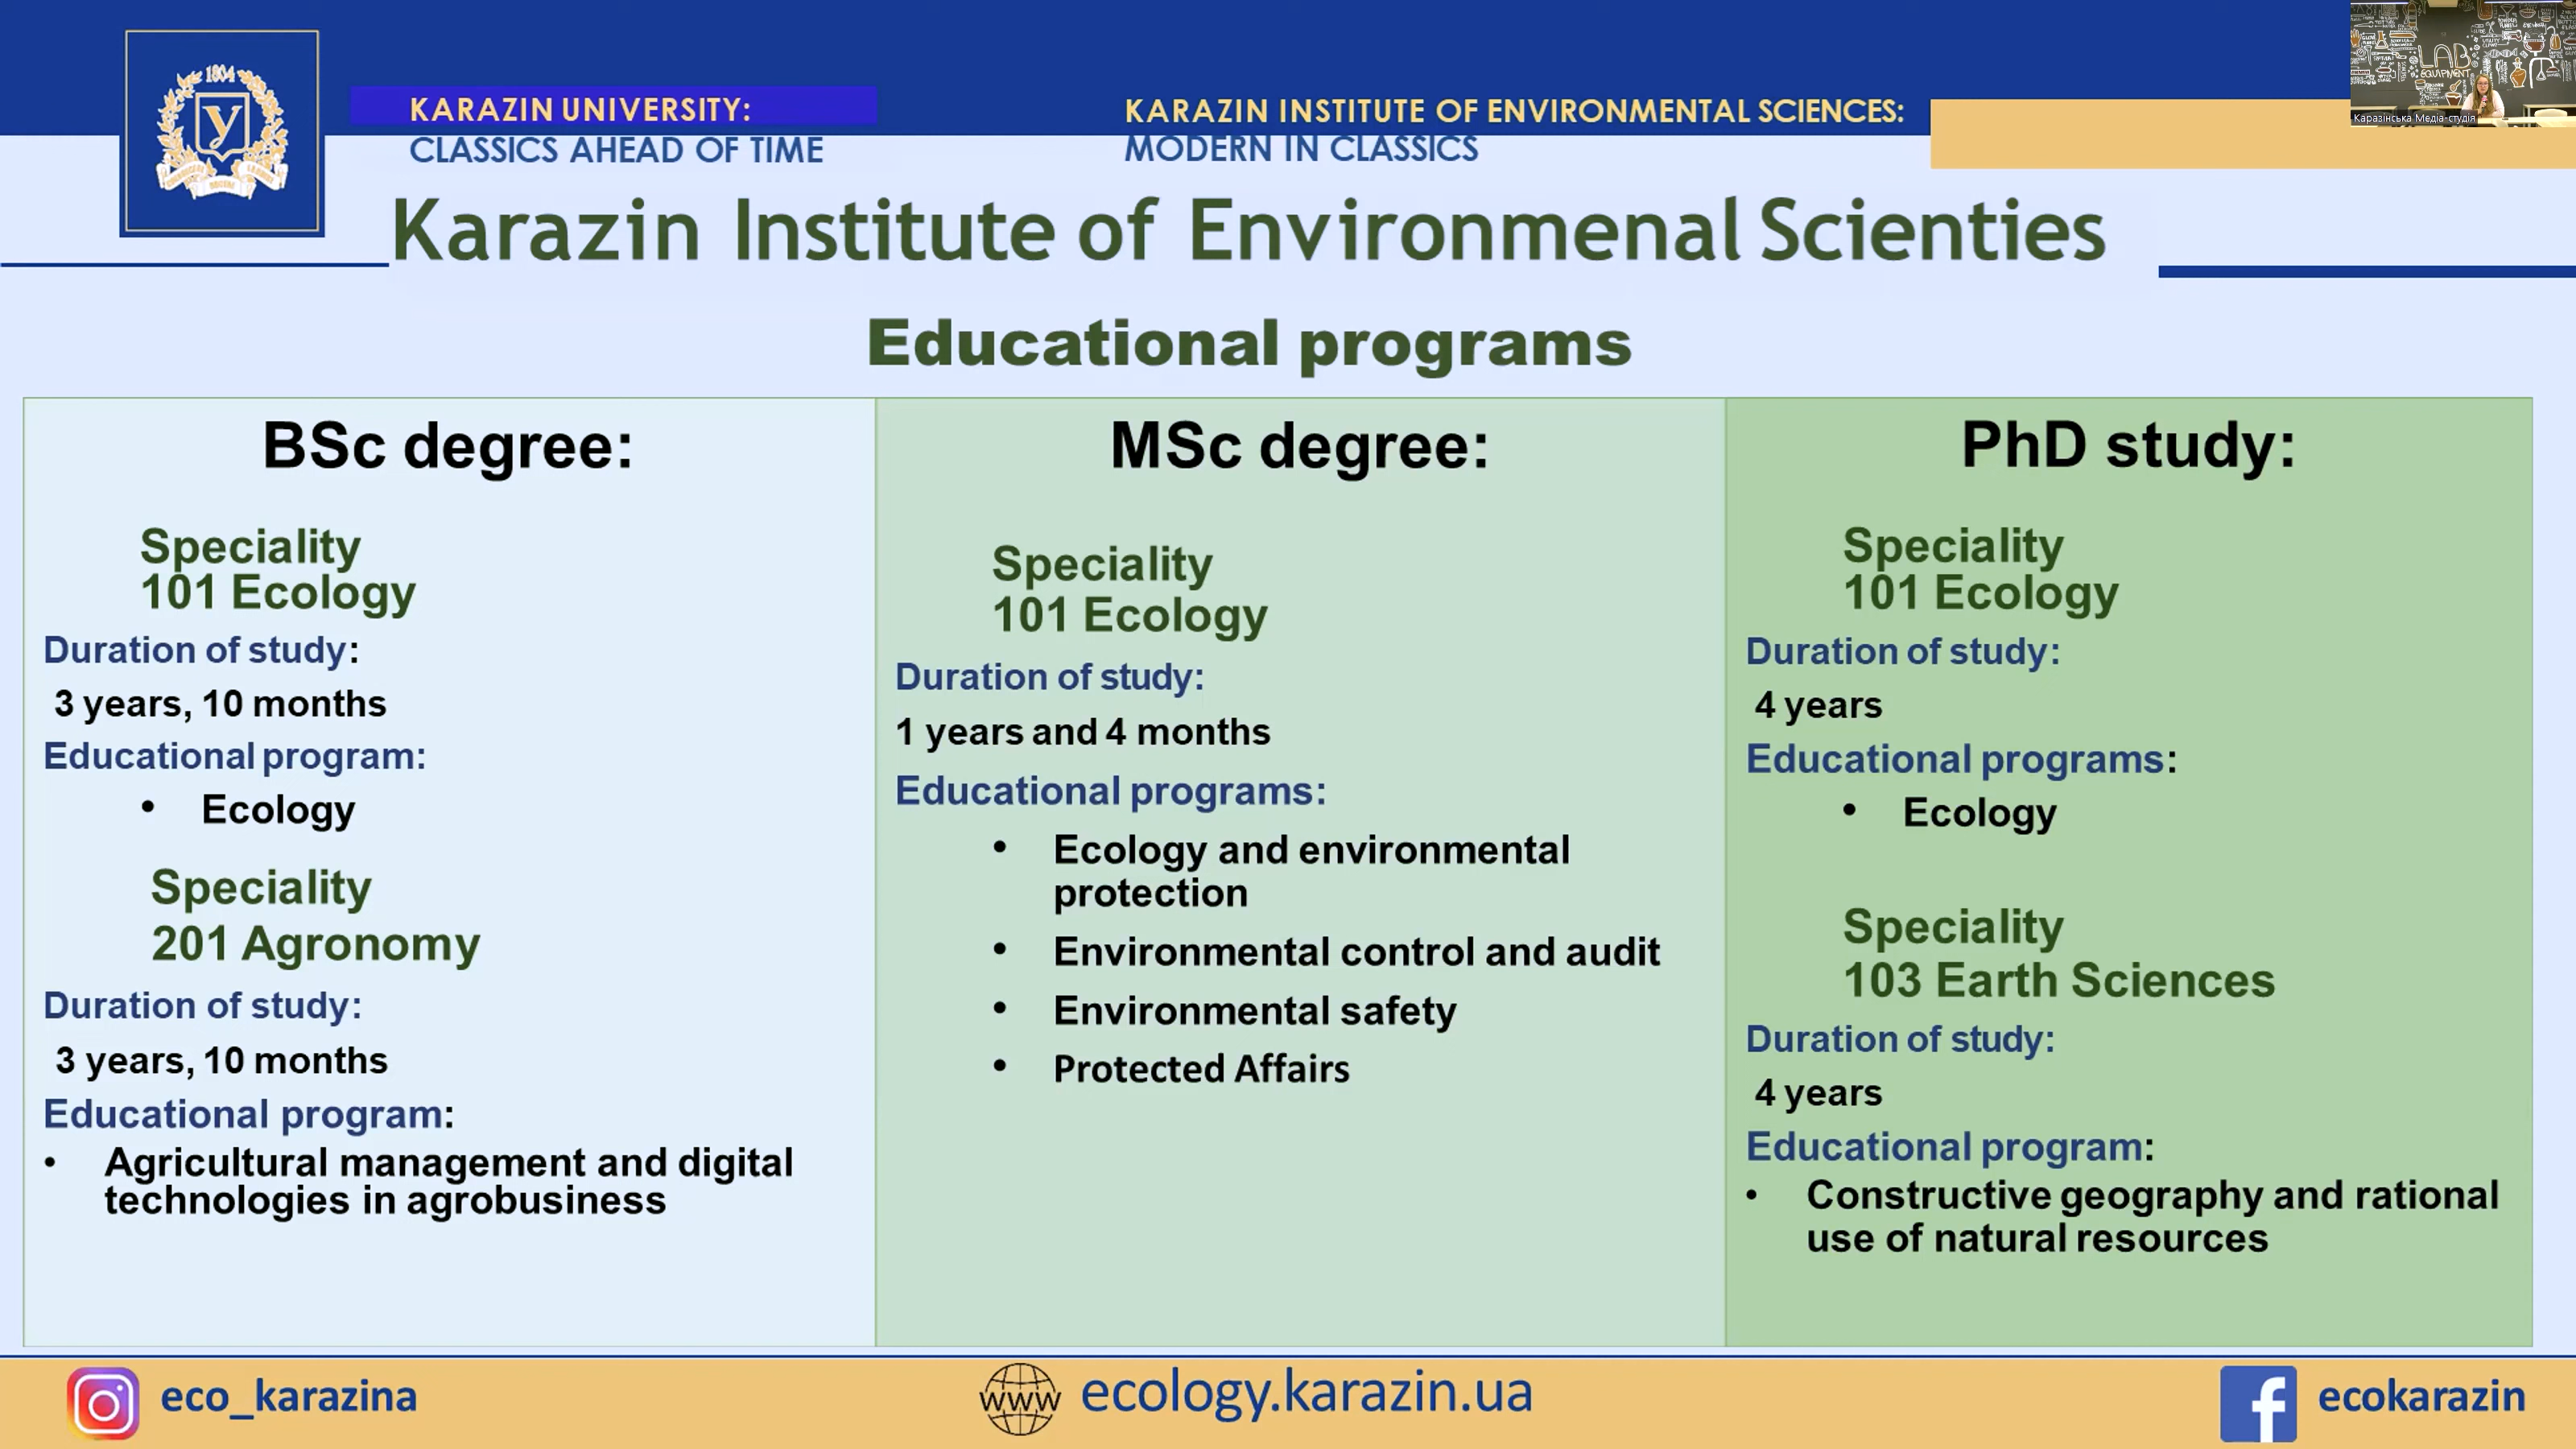 1804
У
KARAZIN UNIVERSITY:
CLASSICS AHEAD OF TIME
KARAZIN INSTITUTE OF ENVIRONMENTAL SCIENCES:
MODERN IN CLASSICS
LAB
EQUIPMENT
Каразінська Медіа-студія
Karazin Institute of Environmenal Scienties
Educational programs
BSc degree:
Speciality
101 Ecology
Duration of study:
3 years, 10 months
Educational program:
• Ecology
Speciality
201 Agronomy
Duration of study:
3 years, 10 months
Educational program:
• Agricultural management and digital
technologies in agrobusiness
MSc degree:
Speciality
101 Ecology
Duration of study:
1 years and 4 months
Educational programs:
• Ecology and environmental
protection
• Environmental control and audit
• Environmental safety
• Protected Affairs
PhD study:
Speciality
101 Ecology
Duration of study:
4 years
Educational programs:
• Ecology
Speciality
103 Earth Sciences
Duration of study:
4 years
Educational program:
• Constructive geography and rational
use of natural resources
eco_karazina
www
ecology.karazin.ua
f
ecokarazin